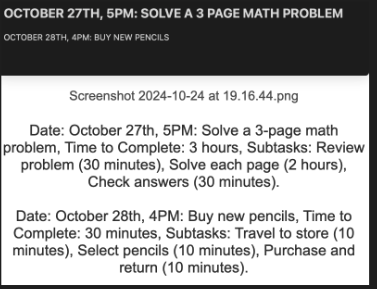 OCTOBER 27TH, 5PM: SOLVE A 3 PAGE MATH PROBLEM
OCTOBER 28TH, 4PM: BUY NEW PENCILS
Screenshot 2024-10-24 at 19.16.44.png
Date: October 27th, 5PM: Solve a 3-page math
problem, Time to Complete: 3 hours, Subtasks: Review
problem (30 minutes), Solve each page (2 hours),
Check answers (30 minutes).
Date: October 28th, 4PM: Buy new pencils, Time to
Complete: 30 minutes, Subtasks: Travel to store (10
minutes), Select pencils (10 minutes), Purchase and
return (10 minutes).